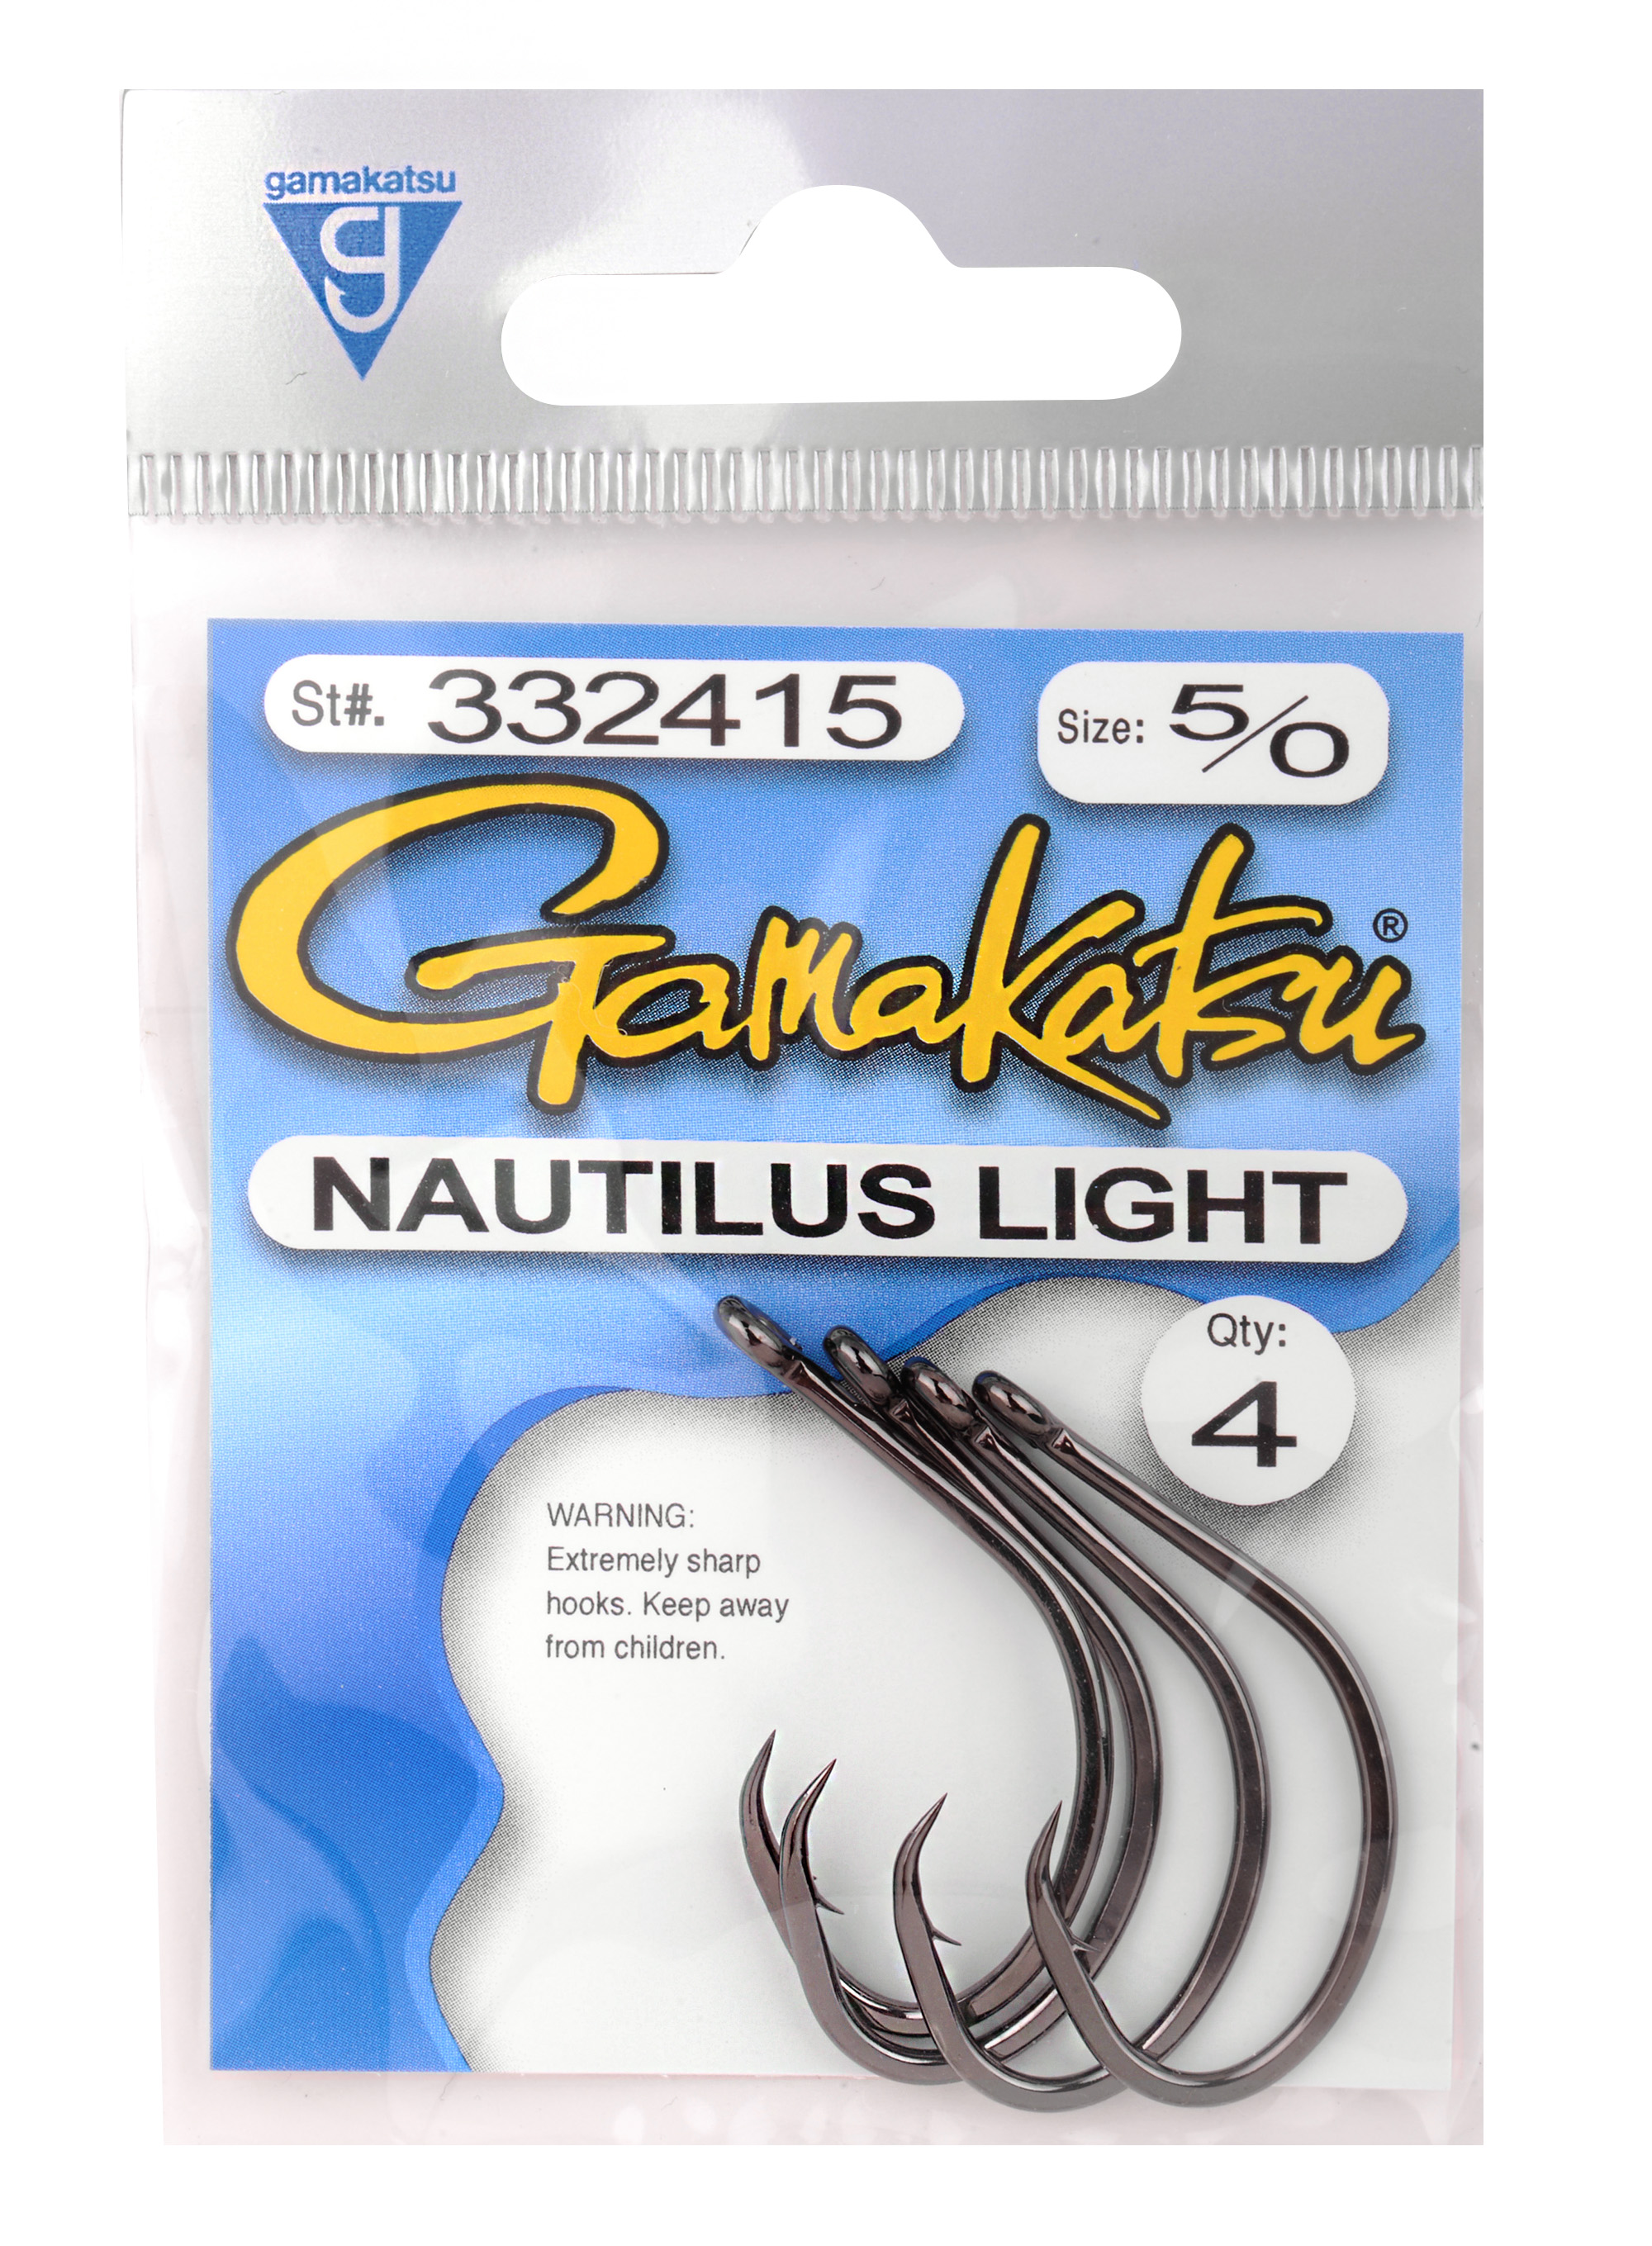 gamakatsu
St#. 332415
Size: 5/0
Gamakatsu®
NAUTILUS LIGHT
Qty:
4
WARNING:
Extremely sharp
hooks. Keep away
from children.